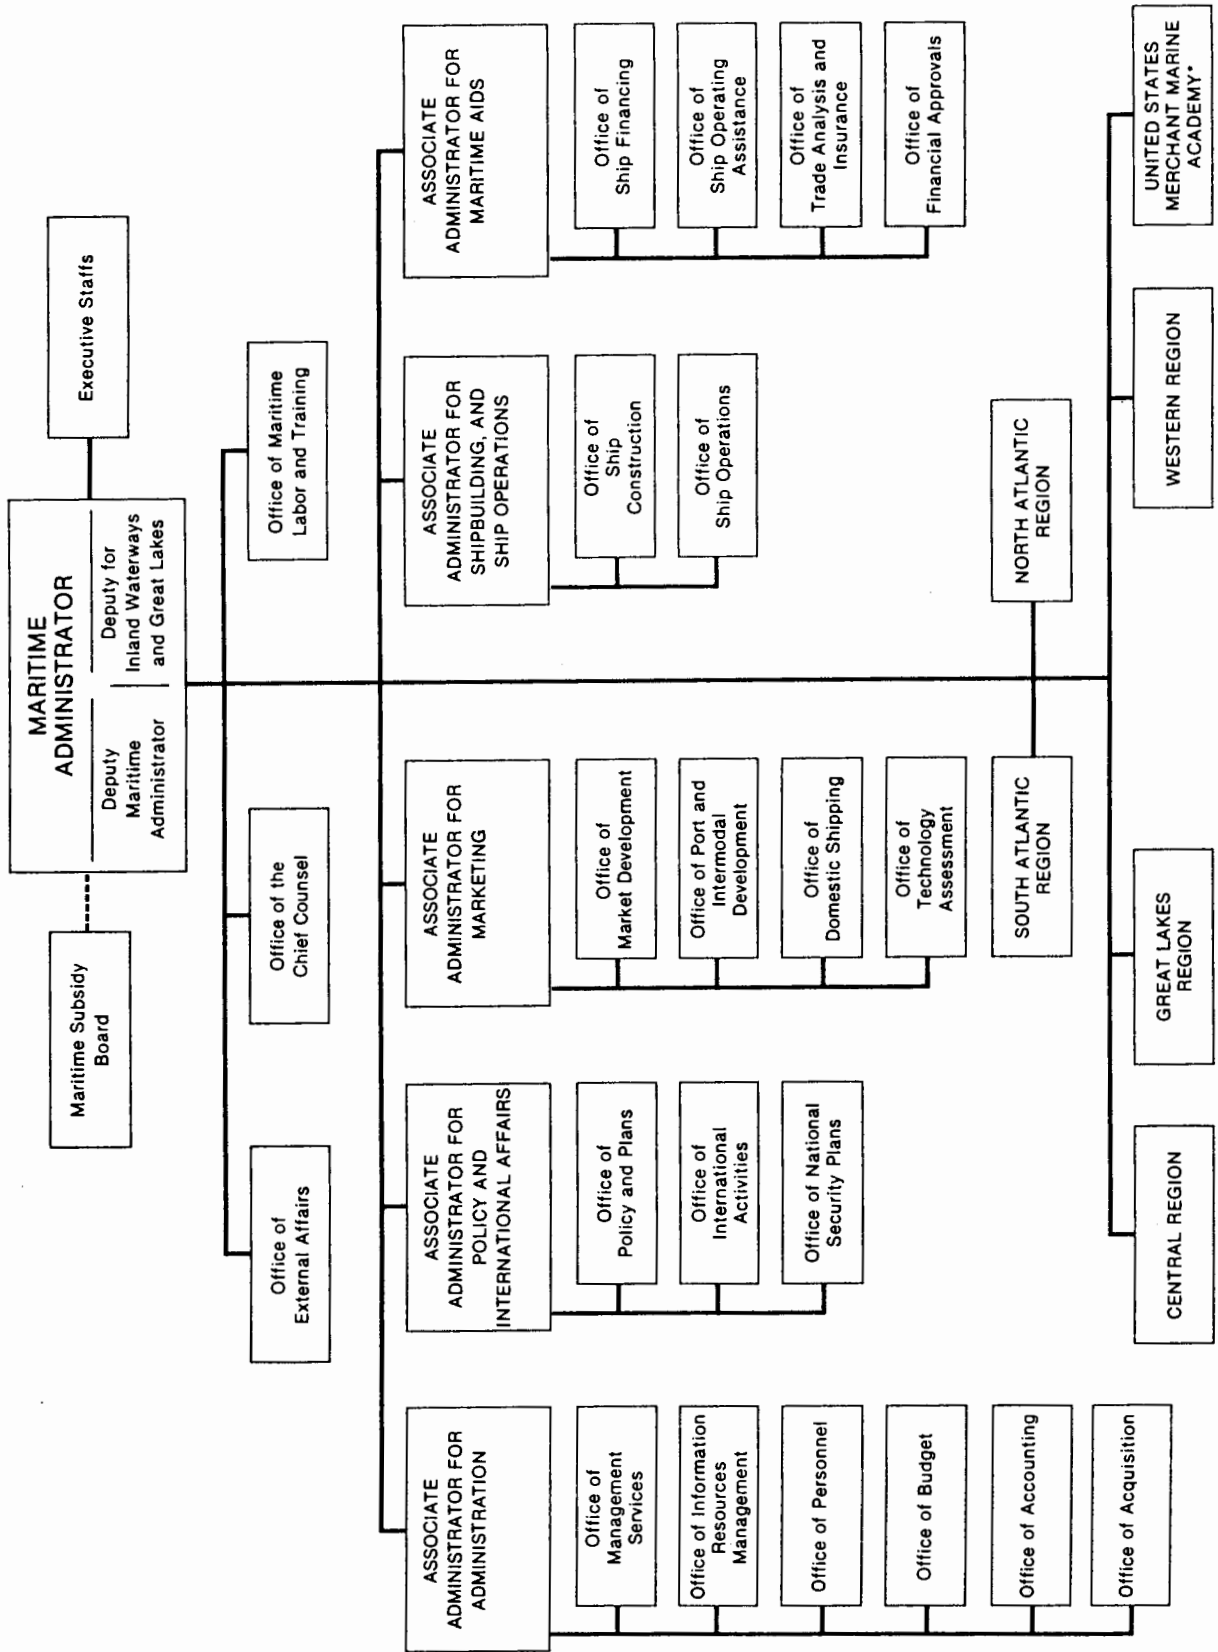 MARITIME
ADMINISTRATOR
Deputy
Maritime
Administrator
Deputy for
Inland Waterways
and Great Lakes
Maritime Subsidy
Board
Executive Staffs
Office of
External Affairs
Office of the
Chief Counsel
Office of Maritime
Labor and Training
ASSOCIATE
ADMINISTRATOR FOR
ADMINISTRATION
Office of
Management
Services
Office of Information
Resources
Management
Office of Personnel
Office of Budget
Office of Accounting
Office of Acquisition
ASSOCIATE
ADMINISTRATOR FOR
POLICY AND
INTERNATIONAL AFFAIRS
Office of
Policy and Plans
Office of
International
Activities
Office of National
Security Plans
ASSOCIATE
ADMINISTRATOR FOR
MARKETING
Office of
Market Development
Office of Port and
Intermodal
Development
Office of
Domestic Shipping
Office of
Technology
Assessment
ASSOCIATE
ADMINISTRATOR FOR
SHIPBUILDING, AND
SHIP OPERATIONS
Office of
Ship
Construction
Office of
Ship Operations
ASSOCIATE
ADMINISTRATOR FOR
MARITIME AIDS
Office of
Ship Financing
Office of
Ship Operating
Assistance
Office of
Trade Analysis and
Insurance
Office of
Financial Approvals
SOUTH ATLANTIC
REGION
NORTH ATLANTIC
REGION
CENTRAL REGION
GREAT LAKES
REGION
WESTERN REGION
UNITED STATES
MERCHANT MARINE
ACADEMY*